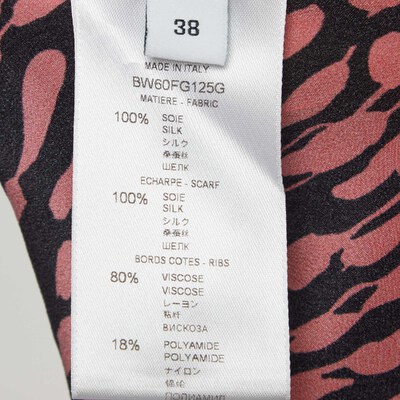 38
MADE IN ITALY
BW60FG125G
MATIERE - FABRIC
100% SOIE
SILK
シルク
桑蚕丝
ШЕЛК
ECHARPE - SCARF
100% SOIE
SILK
シルク
桑蚕丝
ШЕЛК
BORDS COTES - RIBS
80% VISCOSE
VISCOSE
レーヨン
粘纤
ВИСКОЗА
18% POLYAMIDE
POLYAMIDE
ナイロン
锦纶
ПОЛИАМИД